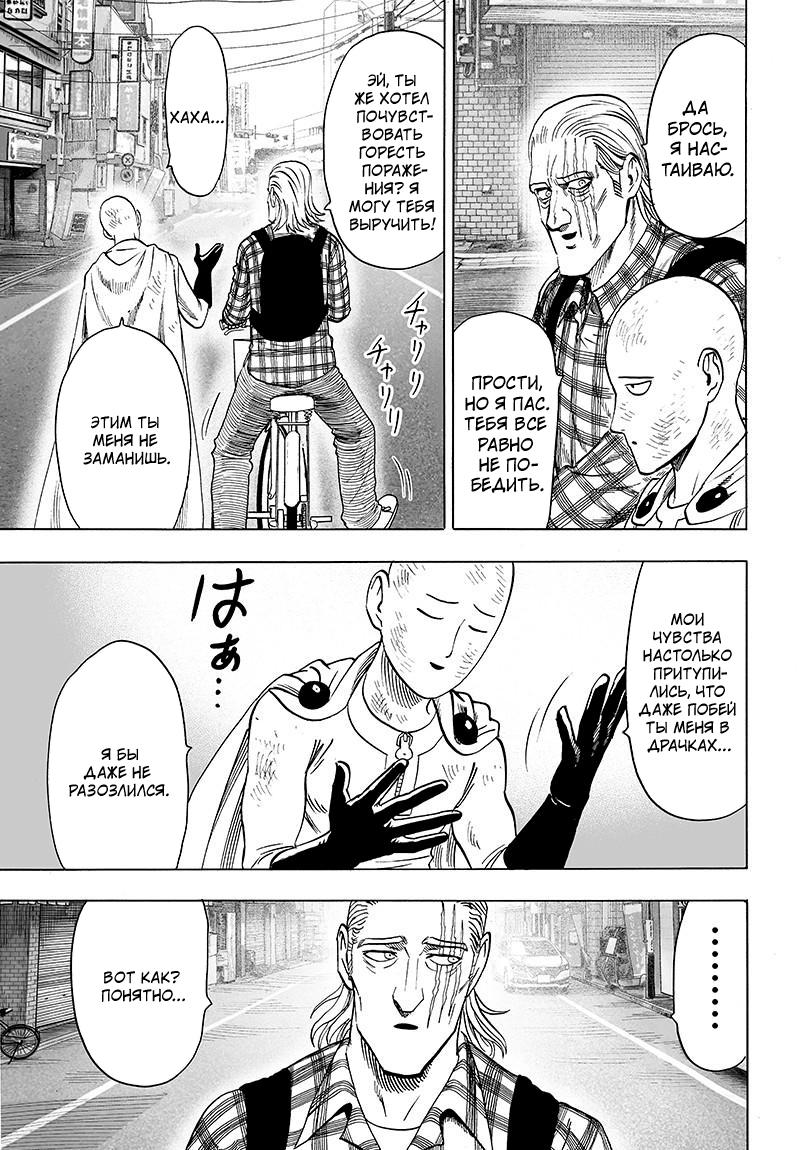 ДА
БРОСЬ,
Я НАС-
ТАИВАЮ.
ПРОСТИ,
НО Я ПАС.
ТЕБЯ ВСЕ
РАВНО
НЕ ПО-
БЕДИТЬ.
ЭЙ, ТЫ
ЖЕ ХОТЕЛ
ПОЧУВСТ-
ВОВАТЬ
ГОРЕСТЬ
ПОРАЖЕ-
НИЯ? Я
МОГУ ТЕБЯ
ВЫРУЧИТЬ!
ХАХА...
チャリリ
チャリリ
ЭТИМ ТЫ
МЕНЯ НЕ
ЗАМАНИШЬ.
МОИ
ЧУВСТВА
НАСТОЛЬКО
ПРИТУПИ-
ЛИСЬ, ЧТО
ДАЖЕ ПОБЕЙ
ТЫ МЕНЯ В
ДРАЧКАХ...
はぁ…
Я БЫ
ДАЖЕ НЕ
РАЗОЗЛИЛСЯ.
........
ВОТ КАК?
ПОНЯТНО...